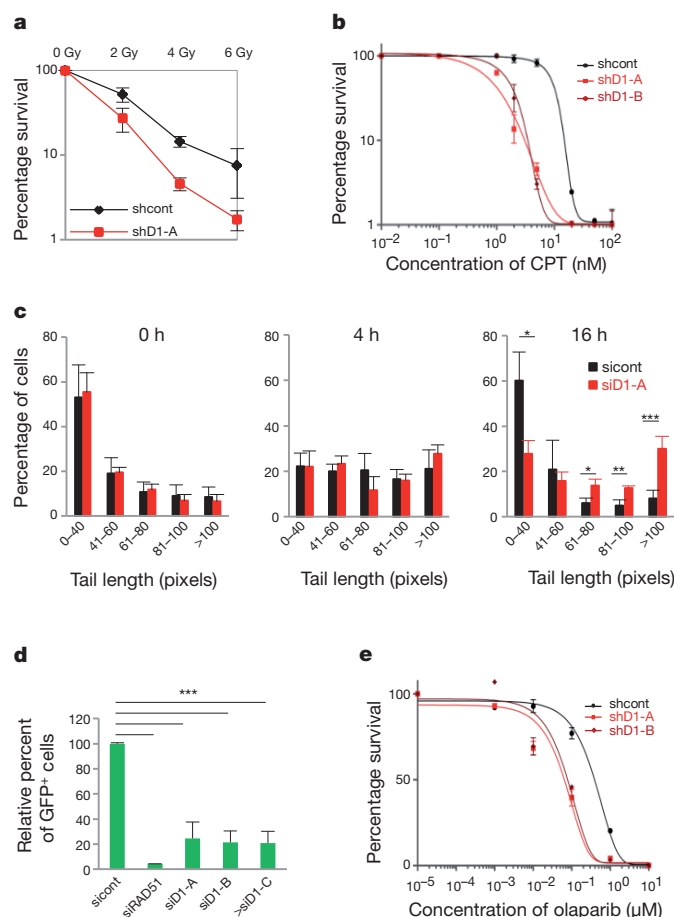 a
0 Gy 2 Gy 4 Gy 6 Gy
Percentage survival
100
10
1
shcont
shD1-A
b
Percentage survival
100
10
1
shcont
shD1-A
shD1-B
10⁻² 10⁻¹ 10⁰ 10¹ 10²
Concentration of CPT (nM)
c
Percentage of cells
80
60
40
20
0
0 h
0–40 41–60 61–80 81–100 >100
Tail length (pixels)
80
60
40
20
0
4 h
0–40 41–60 61–80 81–100 >100
Tail length (pixels)
80
60
40
20
0
16 h
*
sicont
siD1-A
* ** ***
0–40 41–60 61–80 81–100 >100
Tail length (pixels)
d
Relative percent
of GFP⁺ cells
120
100
80
60
40
20
0
***
sicont siRAD51 siD1-A siD1-B >siD1-C
e
Percentage survival
100
50
0
shcont
shD1-A
shD1-B
10⁻⁵ 10⁻⁴ 10⁻³ 10⁻² 10⁻¹ 10⁰ 10¹
Concentration of olaparib (μM)